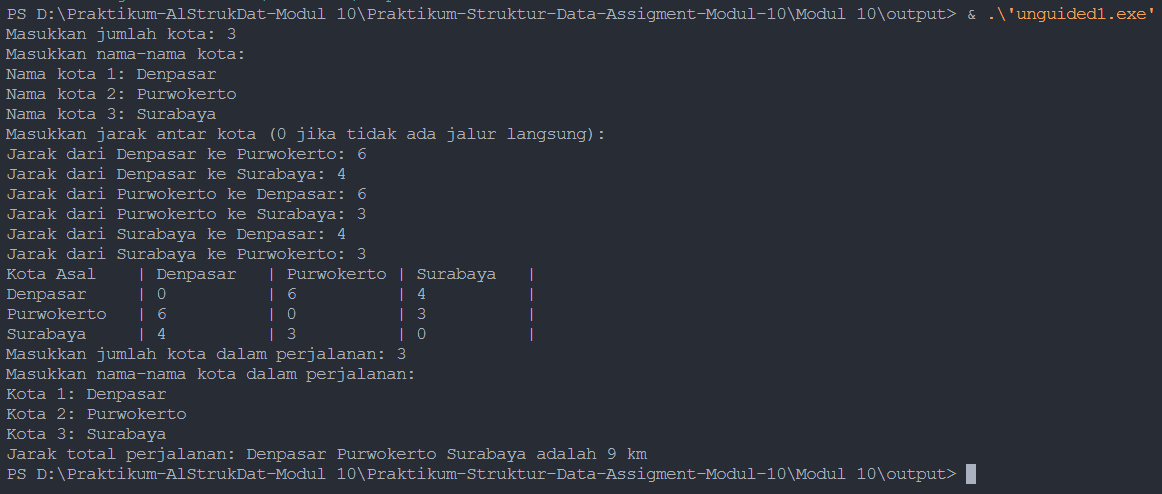 PS D:\Praktikum-AlStrukDat-Modul 10\Praktikum-Struktur-Data-Assigment-Modul-10\Modul 10\output> & .\'unguided1.exe'
Masukkan jumlah kota: 3
Masukkan nama-nama kota:
Nama kota 1: Denpasar
Nama kota 2: Purwokerto
Nama kota 3: Surabaya
Masukkan jarak antar kota (0 jika tidak ada jalur langsung):
Jarak dari Denpasar ke Purwokerto: 6
Jarak dari Denpasar ke Surabaya: 4
Jarak dari Purwokerto ke Denpasar: 6
Jarak dari Purwokerto ke Surabaya: 3
Jarak dari Surabaya ke Denpasar: 4
Jarak dari Surabaya ke Purwokerto: 3
Kota Asal    | Denpasar   | Purwokerto | Surabaya   |
Denpasar     | 0          | 6          | 4          |
Purwokerto   | 6          | 0          | 3          |
Surabaya     | 4          | 3          | 0          |
Masukkan jumlah kota dalam perjalanan: 3
Masukkan nama-nama kota dalam perjalanan:
Kota 1: Denpasar
Kota 2: Purwokerto
Kota 3: Surabaya
Jarak total perjalanan: Denpasar Purwokerto Surabaya adalah 9 km
PS D:\Praktikum-AlStrukDat-Modul 10\Praktikum-Struktur-Data-Assigment-Modul-10\Modul 10\output>